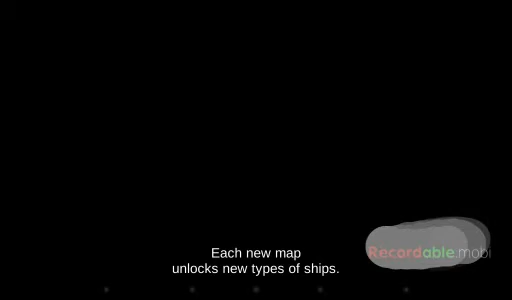 Each new map
unlocks new types of ships.
Recordable.mobi